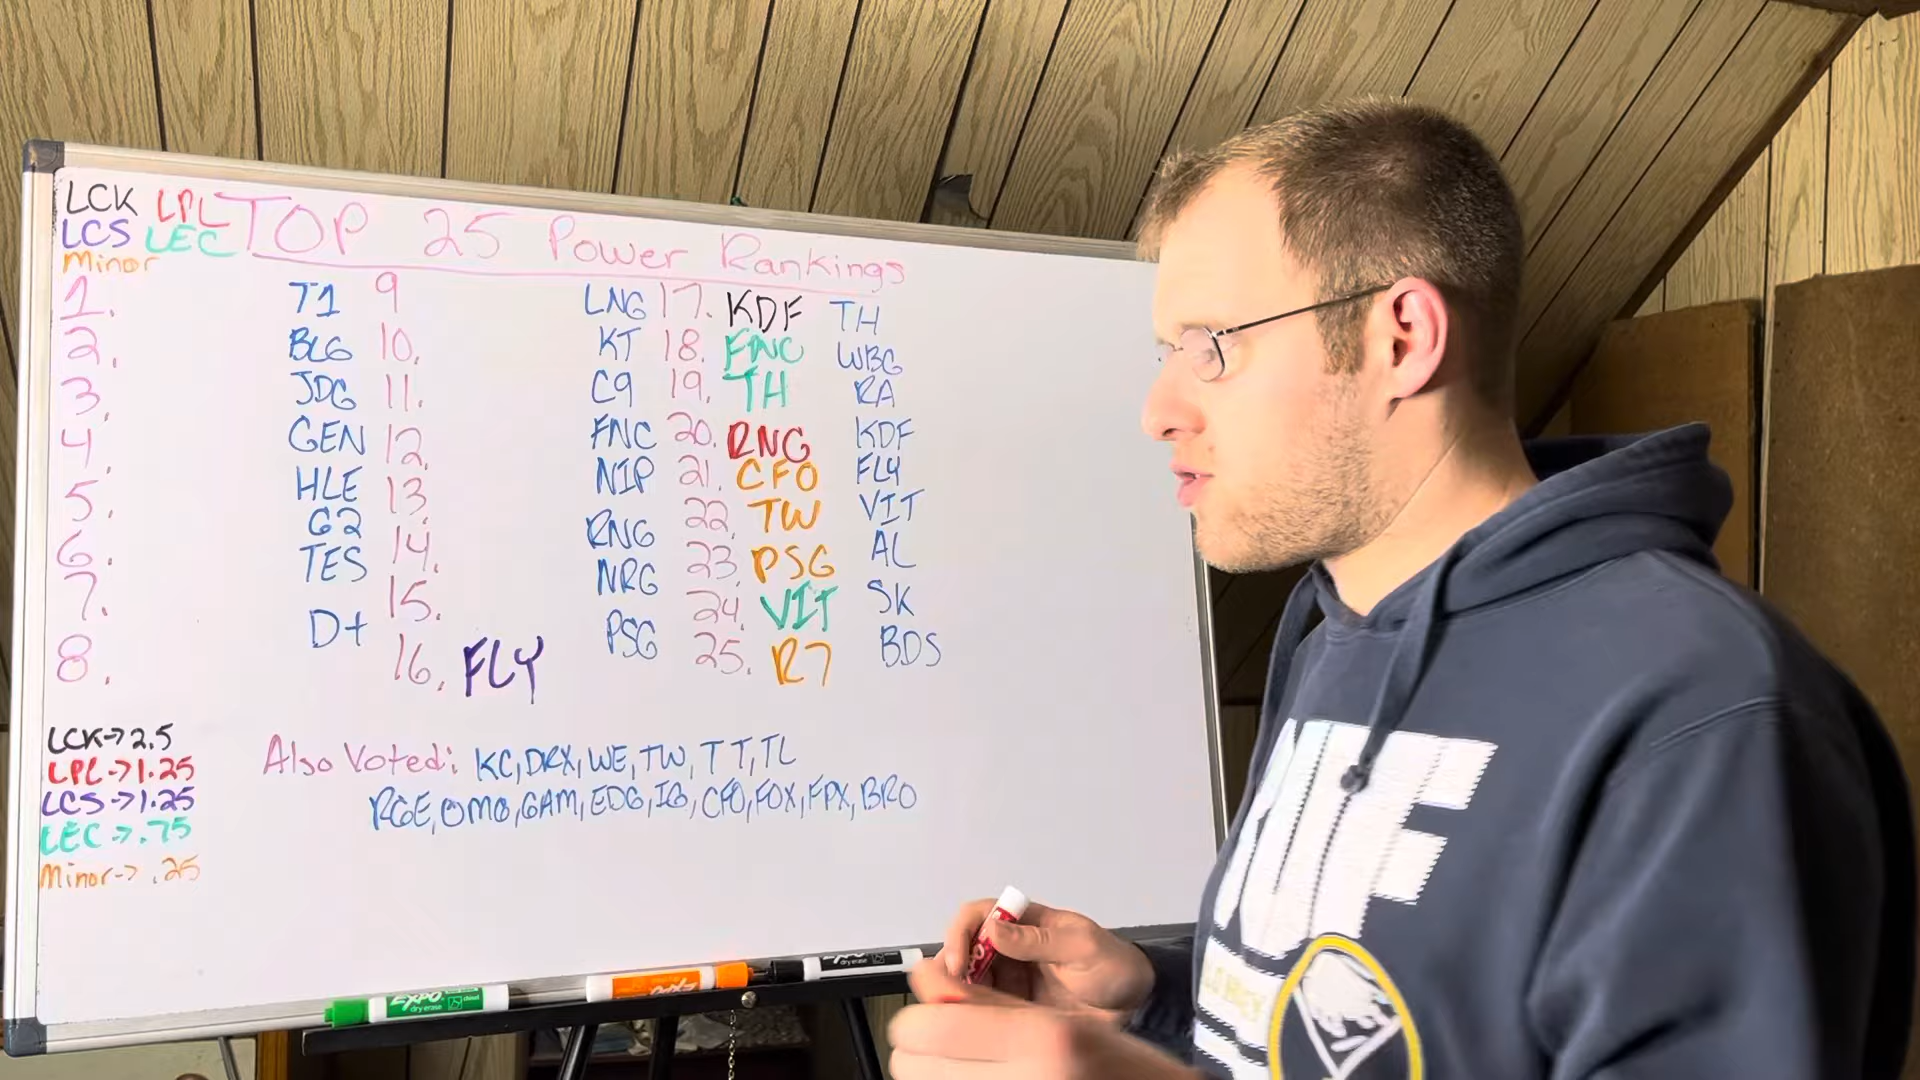 LCK LPL
LCS LEC
Minor
TOP 25 Power Rankings
1. T1 9 LNG 17. KDF TH
2. BLG 10. KT 18. FNC WBG
3. JDG 11. C9 19. TH RA
4. GEN 12. FNC 20. RNG KDF
5. HLE 13. NIP 21. CFO FLY
6. G2 14. RNG 22. TW VIT
7. TES 15. NRG 23. PSG AL
8. D+ 16. FLY PSG 24. VIT SK
25. R7 BDS
LCK->2.5
LPL->1.25
LCS->1.25
LEC->.75
Minor->.25
Also Voted: KC, DRX, WE, TW, TT, TL
RGE, OMG, GAM, EDG, IG, CFO, FOX, FPX, BRO
EXPO
dry erase